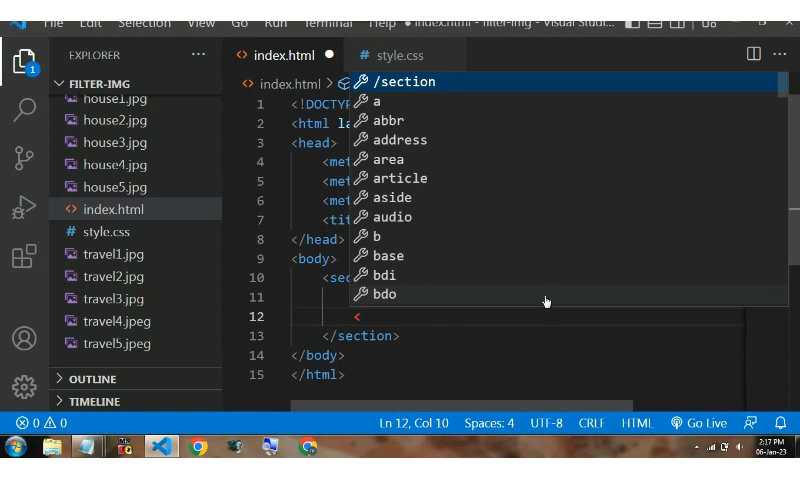 File Edit Selection View Go Run Terminal Help
index.html - filter-img - Visual Studi...
EXPLORER
index.html
style.css
FILTER-IMG
index.html
house1.jpg
house2.jpg
house3.jpg
house4.jpg
house5.jpg
index.html
style.css
travel1.jpg
travel2.jpg
travel3.jpg
travel4.jpeg
travel5.jpeg
OUTLINE
TIMELINE
1
1 <!DOCTYP
2 <html la
3 <head>
4 <met
5 <met
6 <met
7 <tit
8 </head>
9 <body>
10 <sec
11
12 <
13 </section>
14 </body>
15 </html>
/section
a
abbr
address
area
article
aside
audio
b
base
bdi
bdo
0 0
Ln 12, Col 10
Spaces: 4
UTF-8
CRLF
HTML
Go Live
2:17 PM
06-Jan-23